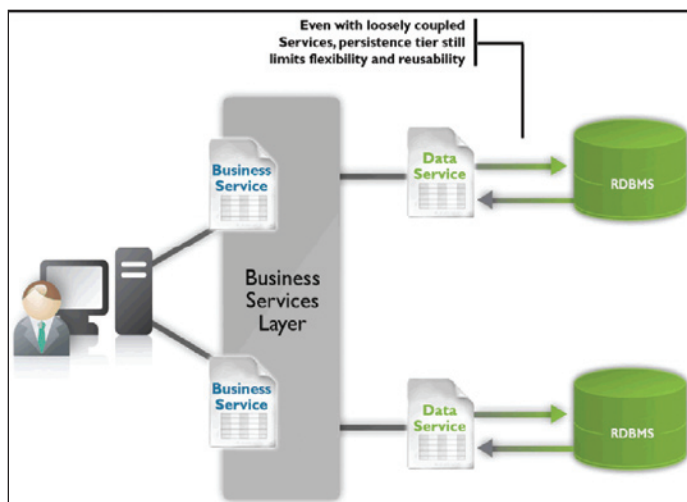 Even with loosely coupled
Services, persistence tier still
limits flexibility and reusability
Business
Service
Data
Service
RDBMS
Business
Services
Layer
Business
Service
Data
Service
RDBMS